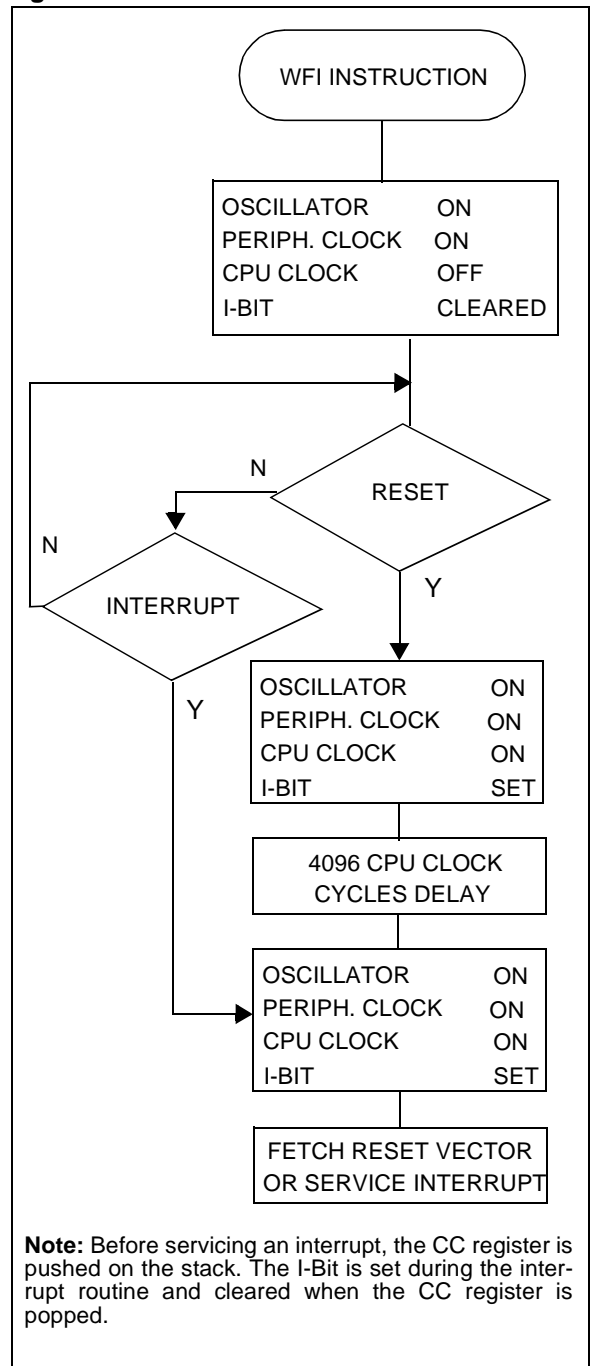 WFI INSTRUCTION
OSCILLATOR ON
PERIPH. CLOCK ON
CPU CLOCK OFF
I-BIT CLEARED
N
RESET
N
INTERRUPT
Y
Y
OSCILLATOR ON
PERIPH. CLOCK ON
CPU CLOCK ON
I-BIT SET
4096 CPU CLOCK
CYCLES DELAY
OSCILLATOR ON
PERIPH. CLOCK ON
CPU CLOCK ON
I-BIT SET
FETCH RESET VECTOR
OR SERVICE INTERRUPT
Note: Before servicing an interrupt, the CC register is
pushed on the stack. The I-Bit is set during the inter-
rupt routine and cleared when the CC register is
popped.